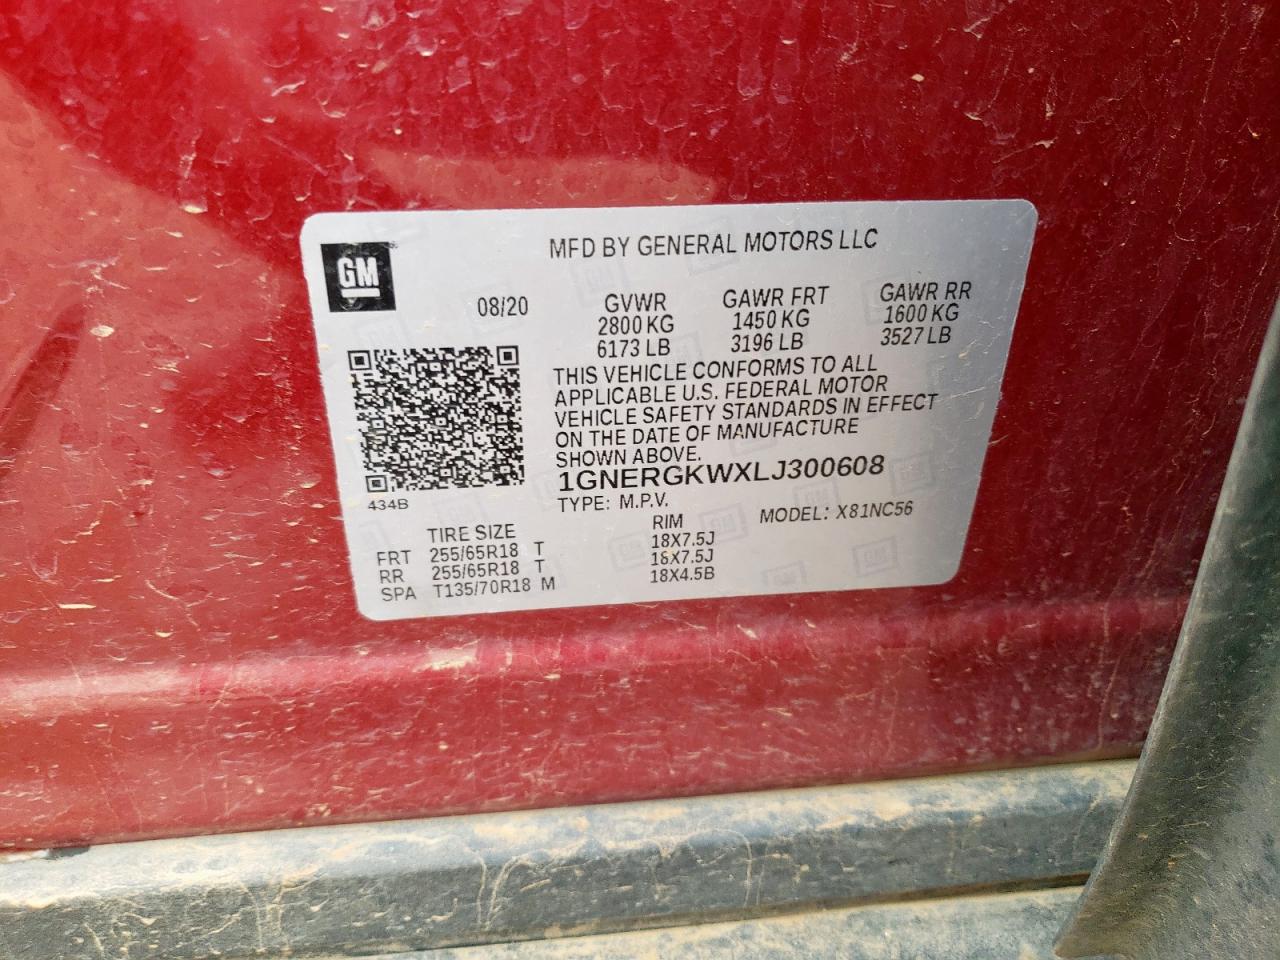 MFD BY GENERAL MOTORS LLC
GM
08/20 GVWR GAWR FRT GAWR RR
2800 KG 1450 KG 1600 KG
6173 LB 3196 LB 3527 LB
THIS VEHICLE CONFORMS TO ALL
APPLICABLE U.S. FEDERAL MOTOR
VEHICLE SAFETY STANDARDS IN EFFECT
ON THE DATE OF MANUFACTURE
SHOWN ABOVE.
1GNERGKWXLJ300608
434B
TYPE: M.P.V. MODEL: X81NC56
TIRE SIZE RIM
FRT 255/65R18 T 18X7.5J
RR 255/65R18 T 18X7.5J
SPA T135/70R18 M 18X4.5B